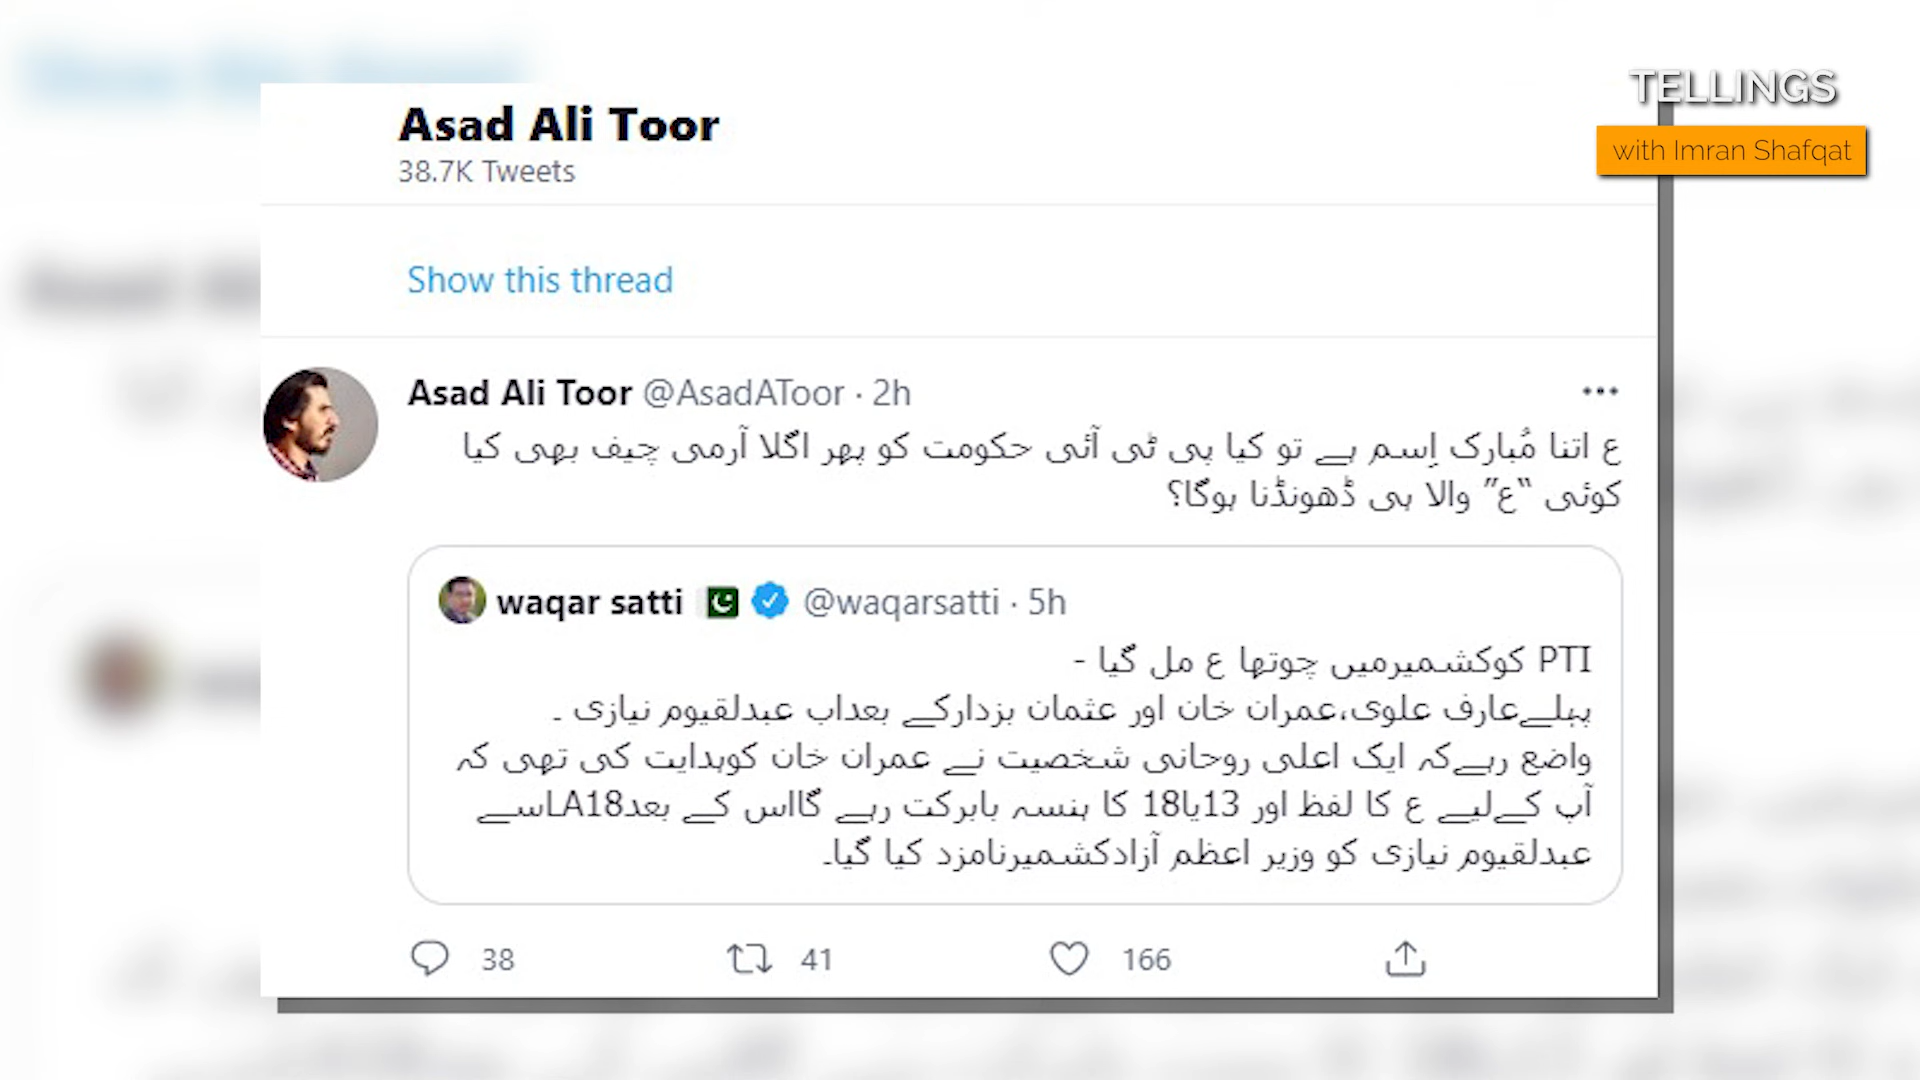 TELLINGS
with Imran Shafqat
Asad Ali Toor
38.7K Tweets
Show this thread
Asad Ali Toor @AsadAToor · 2h
ع اتنا مُبارک اِسم ہے تو کیا پی ٹی آئی حکومت کو پھر اگلا آرمی چیف بھی کیا
کوئی “ع” والا ہی ڈھونڈنا ہوگا؟
waqar satti @waqarsatti · 5h
PTI کوکشمیرمیں چوتھا ع مل گیا -
پہلےعارف علوی،عمران خان اور عثمان بزدارکے بعداب عبدلقیوم نیازی ۔
واضع رہےکہ ایک اعلی روحانی شخصیت نے عمران خان کوہدایت کی تھی کہ
آپ کےلیے ع کا لفظ اور 13یا18 کا ہنسہ بابرکت رہے گااس کے بعدLA18سے
عبدلقیوم نیازی کو وزیر اعظم آزادکشمیرنامزد کیا گیا۔
38 41 166